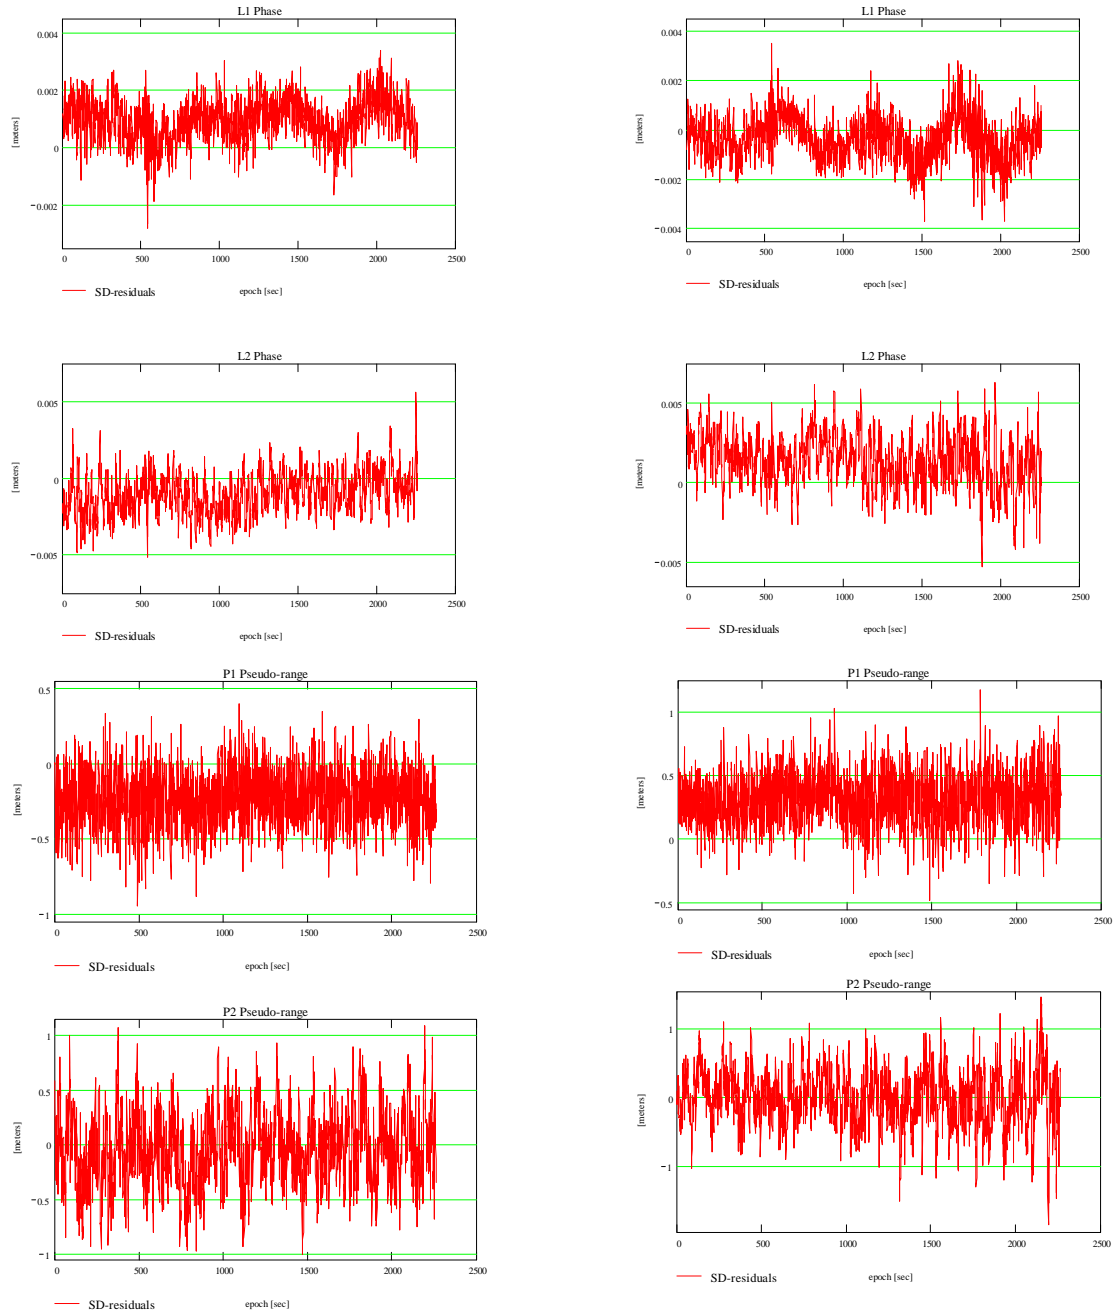 L1 Phase
0.004
0.002
0
−0.002
[meters]
0 500 1000 1500 2000 2500
SD-residuals
epoch [sec]
L1 Phase
0.004
0.002
0
−0.002
−0.004
[meters]
0 500 1000 1500 2000 2500
SD-residuals
epoch [sec]
L2 Phase
0.005
0
−0.005
[meters]
0 500 1000 1500 2000 2500
SD-residuals
epoch [sec]
L2 Phase
0.005
0
−0.005
[meters]
0 500 1000 1500 2000 2500
SD-residuals
epoch [sec]
P1 Pseudo-range
0.5
0
−0.5
−1
[meters]
0 500 1000 1500 2000 2500
SD-residuals
epoch [sec]
P1 Pseudo-range
1
0.5
0
−0.5
[meters]
0 500 1000 1500 2000 2500
SD-residuals
epoch [sec]
P2 Pseudo-range
1
0.5
0
−0.5
−1
[meters]
0 500 1000 1500 2000 2500
SD-residuals
epoch [sec]
P2 Pseudo-range
1
0
−1
[meters]
0 500 1000 1500 2000 2500
SD-residuals
epoch [sec]